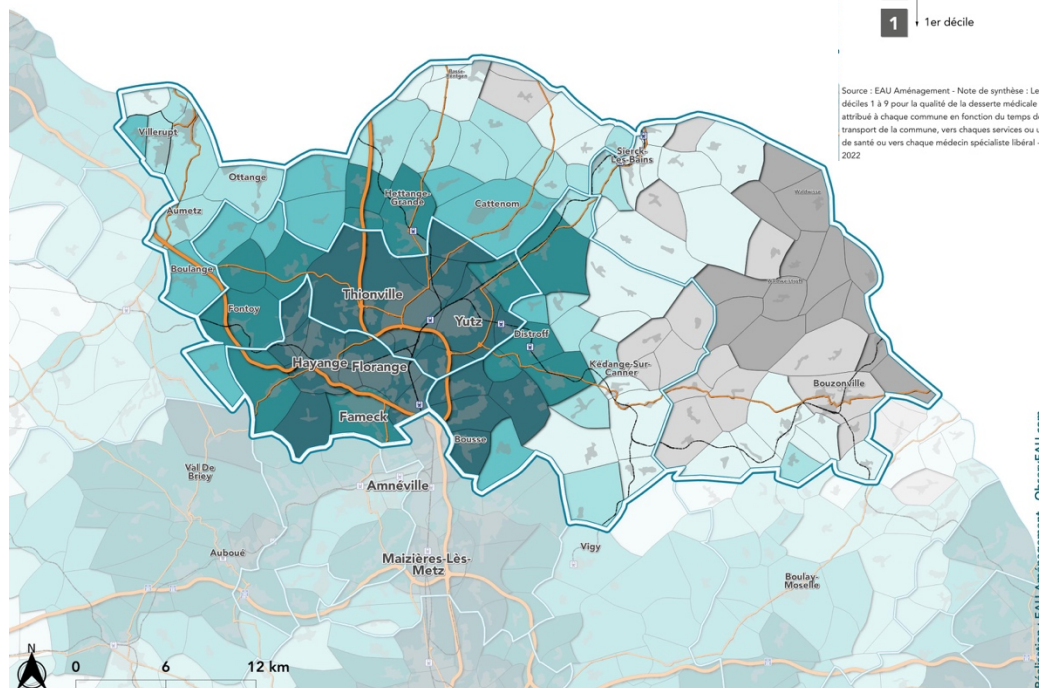 1
1er décile
Source : EAU Aménagement - Note de synthèse : Le
déciles 1 à 9 pour la qualité de la desserte médicale
attribué à chaque commune en fonction du temps de
transport de la commune, vers chaques services ou u
de santé ou vers chaque médecin spécialiste libéral -
2022
Villerupt
Ottange
Aumetz
Sierck-
Les-Bains
Hettange-
Grande
Cattenom
Boulange
Thionville
Fontoy
Yutz
Distroff
Hayange
Florange
Kédange-Sur-
Canner
Bouzonville
Fameck
Bousse
Val De
Briey
Amnéville
Auboué
Vigy
Maizières-Lès-
Metz
Boulay-
Moselle
N
0 6 12 km